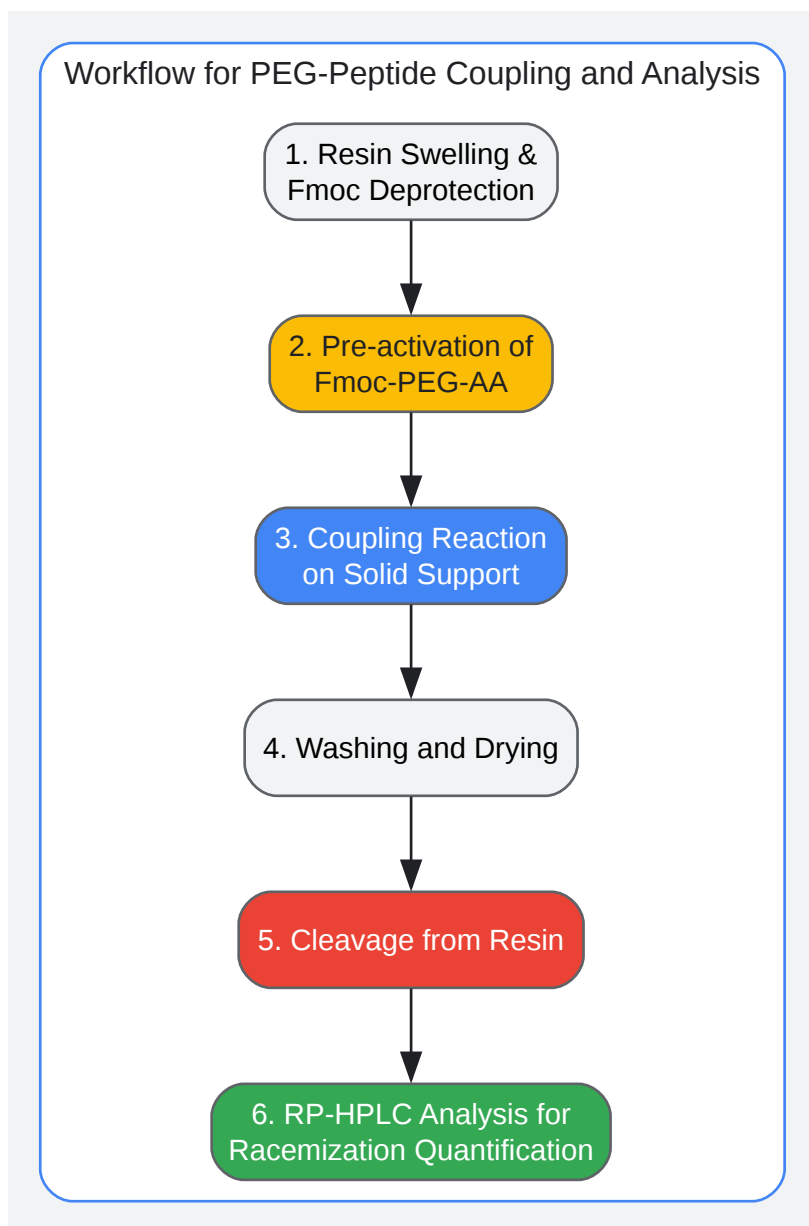 Workflow for PEG-Peptide Coupling and Analysis
1. Resin Swelling &
Fmoc Deprotection
2. Pre-activation of
Fmoc-PEG-AA
3. Coupling Reaction
on Solid Support
4. Washing and Drying
5. Cleavage from Resin
6. RP-HPLC Analysis for
Racemization Quantification